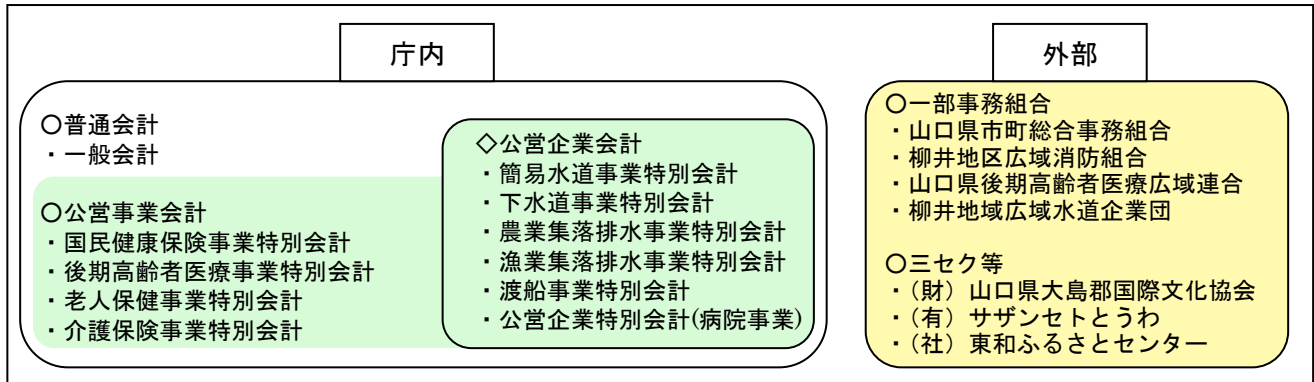 庁内
○普通会計
・一般会計
○公営事業会計
・国民健康保険事業特別会計
・後期高齢者医療事業特別会計
・老人保健事業特別会計
・介護保険事業特別会計
◇公営企業会計
・簡易水道事業特別会計
・下水道事業特別会計
・農業集落排水事業特別会計
・漁業集落排水事業特別会計
・渡船事業特別会計
・公営企業特別会計(病院事業)
外部
○一部事務組合
・山口県市町総合事務組合
・柳井地区広域消防組合
・山口県後期高齢者医療広域連合
・柳井地域広域水道企業団
○三セク等
・（財）山口県大島郡国際文化協会
・（有）サザンセトとうわ
・（社）東和ふるさとセンター